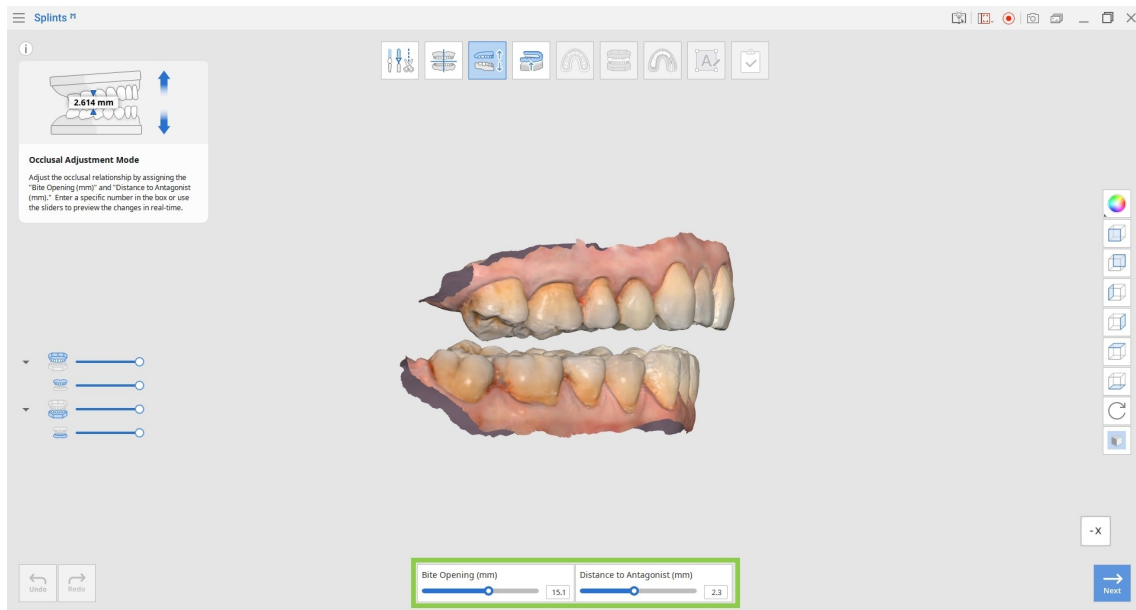 Splints
2.614 mm
Occlusal Adjustment Mode
Adjust the occlusal relationship by assigning the
"Bite Opening (mm)" and "Distance to Antagonist
(mm)." Enter a specific number in the box or use
the sliders to preview the changes in real-time.
-X
Bite Opening (mm)
15.1
Distance to Antagonist (mm)
2.3
Undo
Redo
Next